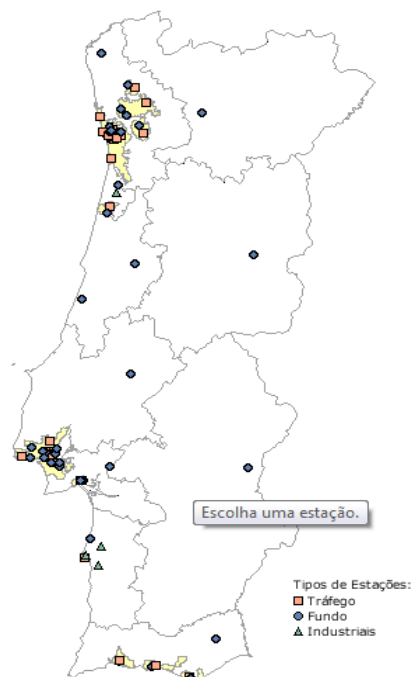 Escolha uma estação.
Tipos de Estações:
Tráfego
Fundo
Industriais